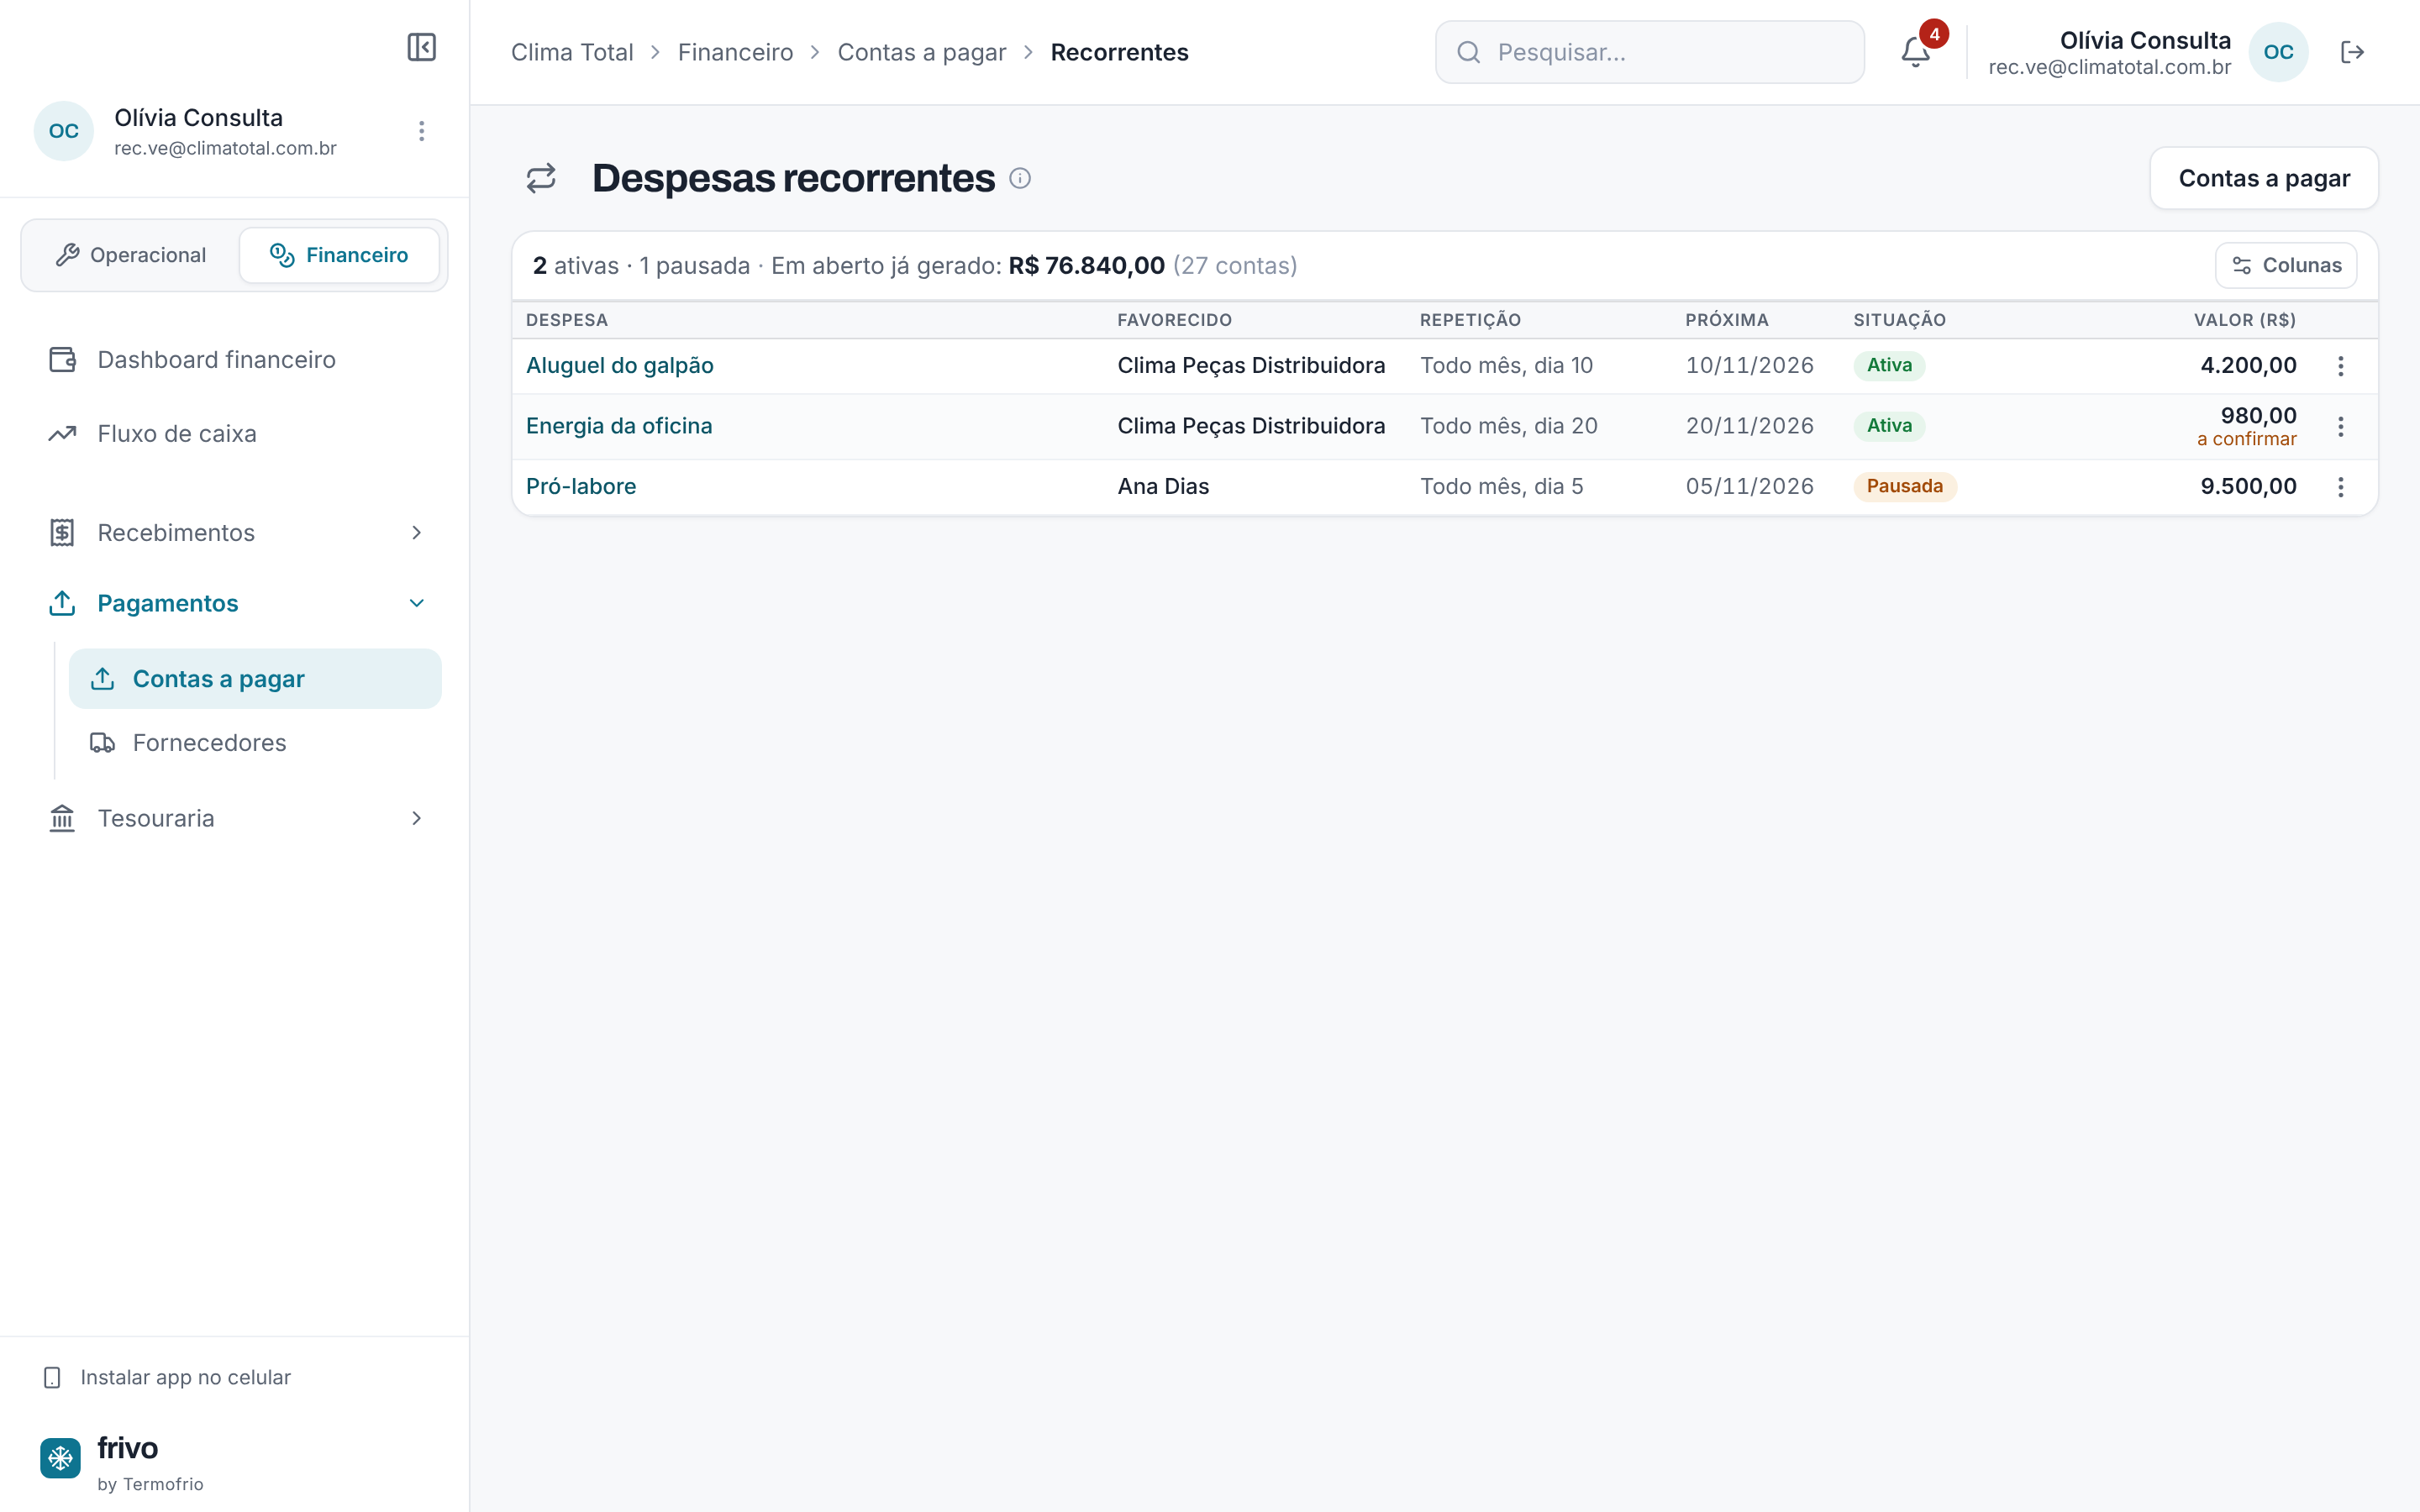 OC
Olívia Consulta
rec.ve@climatotal.com.br
Operacional
Financeiro
Dashboard financeiro
Fluxo de caixa
Recebimentos
Pagamentos
Contas a pagar
Fornecedores
Tesouraria
Instalar app no celular
frivo
by Termofrio
Clima Total > Financeiro > Contas a pagar > Recorrentes
Pesquisar...
4
Olívia Consulta
rec.ve@climatotal.com.br
OC
Despesas recorrentes
Contas a pagar
2 ativas · 1 pausada · Em aberto já gerado: R$ 76.840,00 (27 contas)
Colunas
DESPESA FAVORECIDO REPETIÇÃO PRÓXIMA SITUAÇÃO VALOR (R$)
Aluguel do galpão Clima Peças Distribuidora Todo mês, dia 10 10/11/2026 Ativa 4.200,00
Energia da oficina Clima Peças Distribuidora Todo mês, dia 20 20/11/2026 Ativa 980,00
a confirmar
Pró-labore Ana Dias Todo mês, dia 5 05/11/2026 Pausada 9.500,00